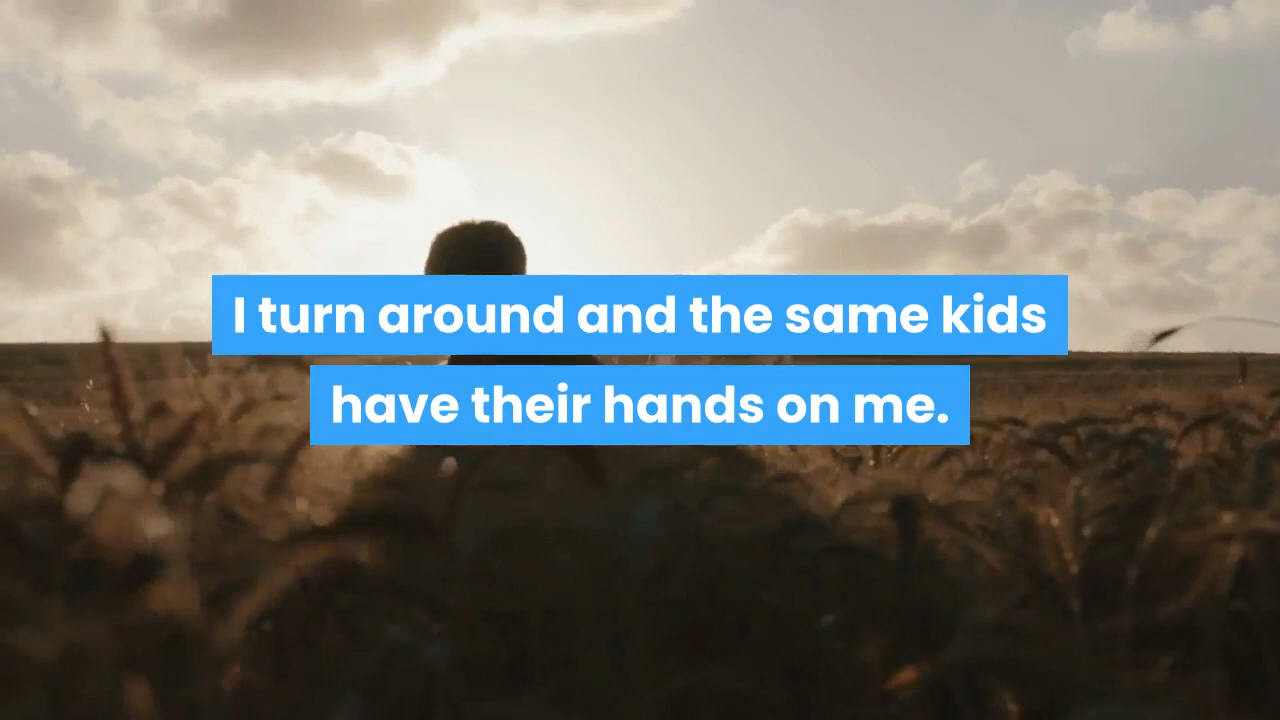 I turn around and the same kids
have their hands on me.